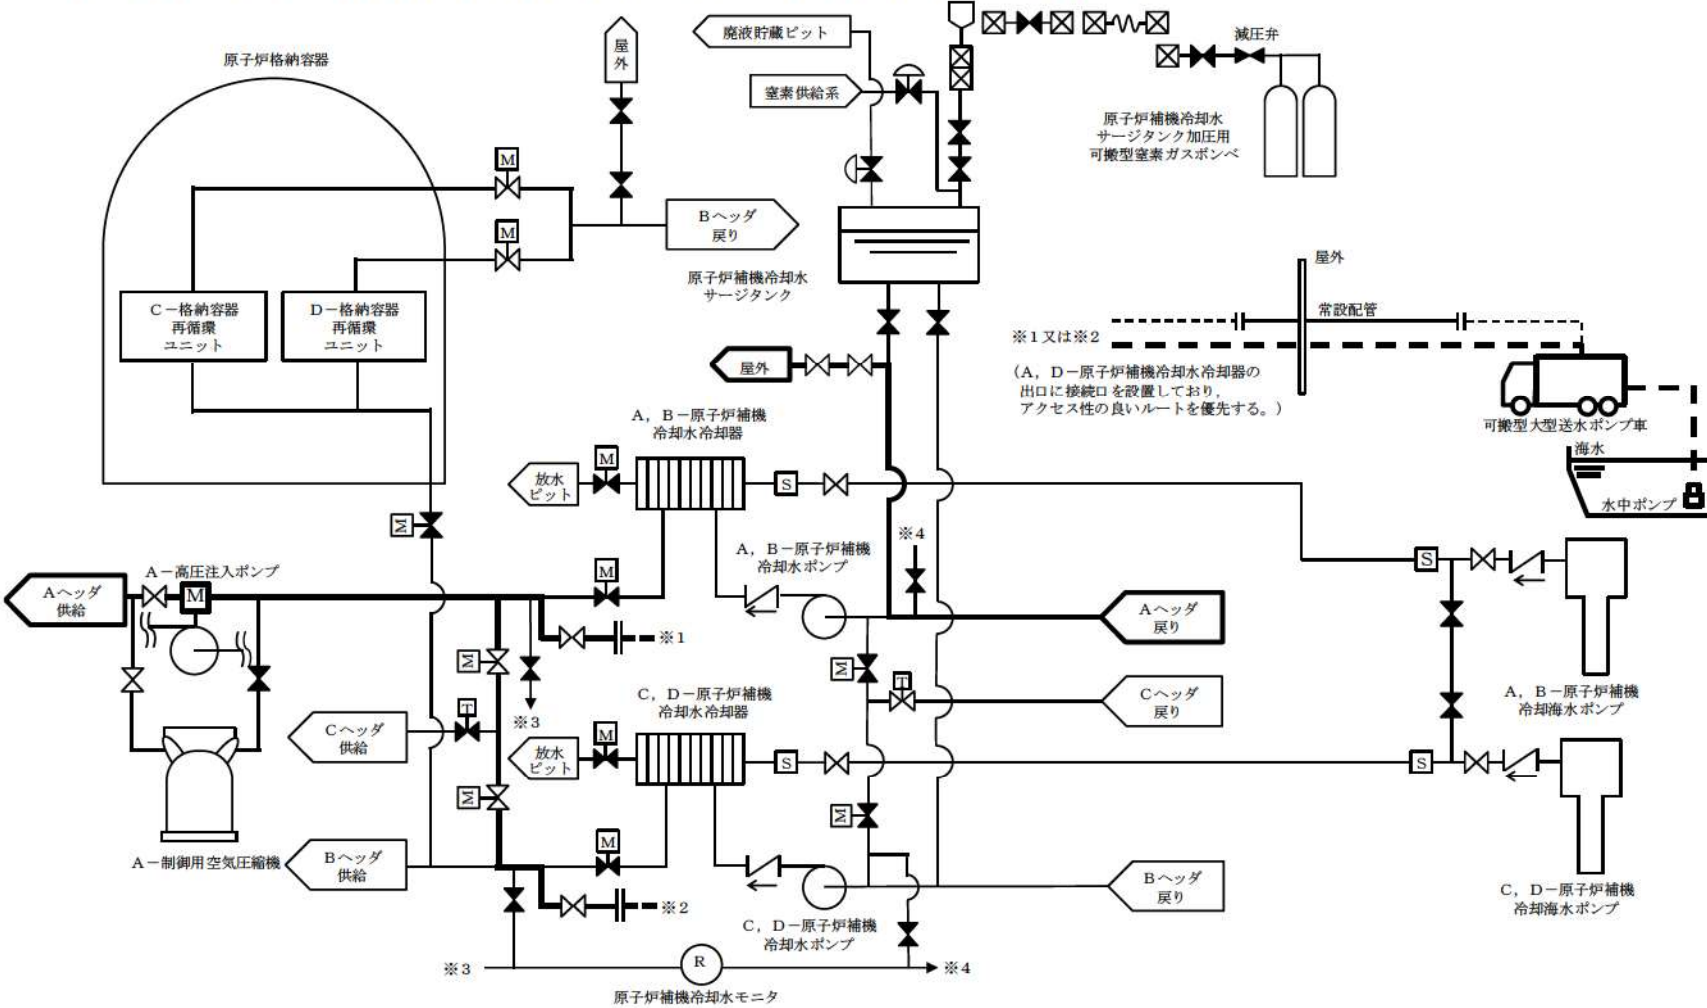 廃液貯蔵ピット
窒素供給系
屋
外
原子炉格納容器
減圧弁
原子炉補機冷却水
サージタンク加圧用
可搬型窒素ガスボンベ
M
M
Bヘッダ
戻り
原子炉補機冷却水
サージタンク
C－格納容器
再循環
ユニット
D－格納容器
再循環
ユニット
屋外
常設配管
※1又は※2
(A, D－原子炉補機冷却水冷却器の
出口に接続口を設置しており,
アクセス性の良いルートを優先する。)
可搬型大型送水ポンプ車
海水
水中ポンプ
屋外
A, B－原子炉補機
冷却水冷却器
M
放水
ピット
S
M
※4
A, B－原子炉補機
冷却水ポンプ
A－高圧注入ポンプ
M
Aヘッダ
供給
M
※1
Aヘッダ
戻り
S
A, B－原子炉補機
冷却海水ポンプ
M
M
T
Cヘッダ
戻り
※3
C, D－原子炉補機
冷却水冷却器
Cヘッダ
供給
T
放水
ピット
M
S
S
M
M
A－制御用空気圧縮機
Bヘッダ
供給
M
※2
Bヘッダ
戻り
C, D－原子炉補機
冷却水ポンプ
C, D－原子炉補機
冷却海水ポンプ
※3
R
※4
原子炉補機冷却水モニタ